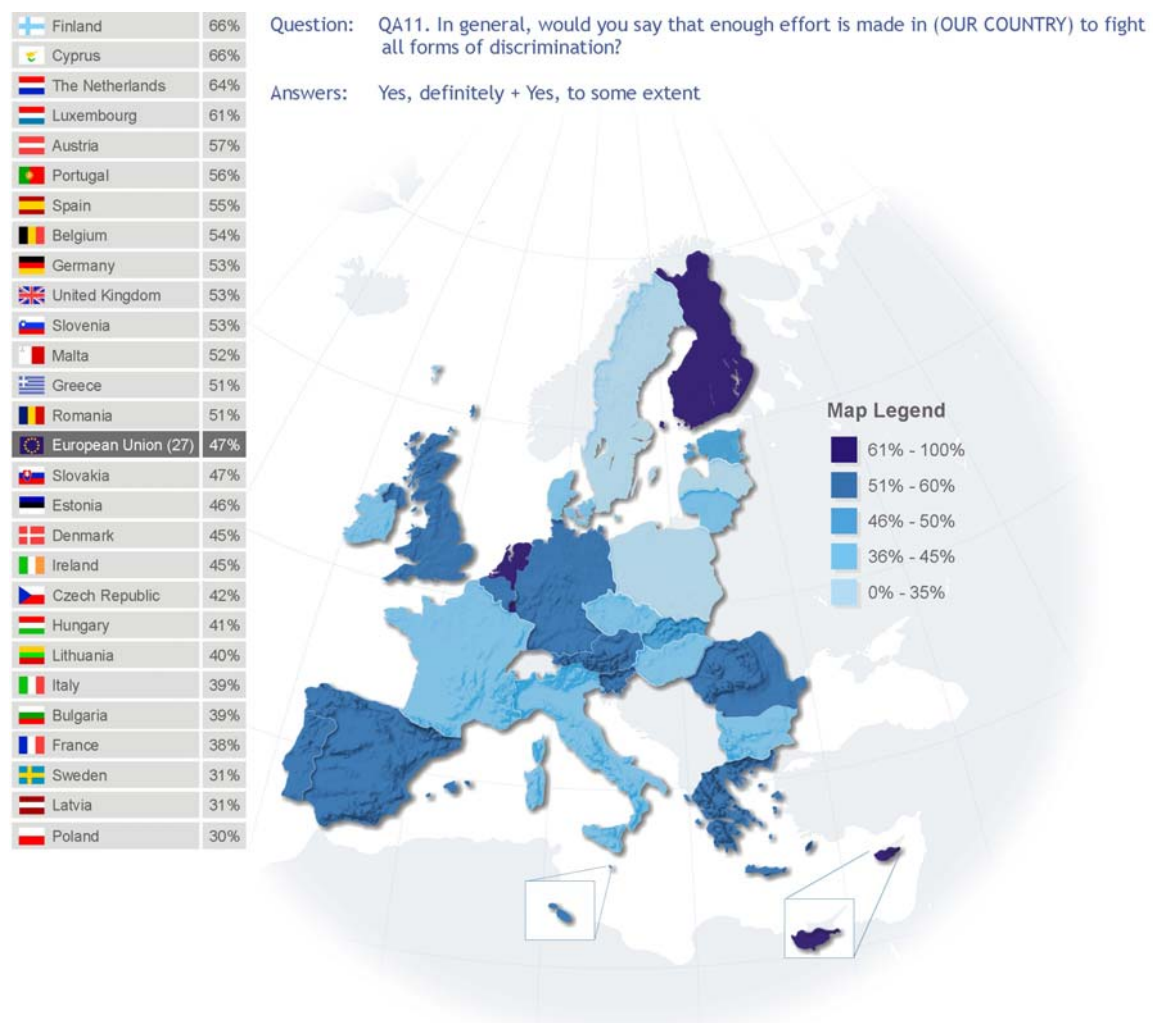 Question: QA11. In general, would you say that enough effort is made in (OUR COUNTRY) to fight
all forms of discrimination?
Answers: Yes, definitely + Yes, to some extent
Finland 66%
Cyprus 66%
The Netherlands 64%
Luxembourg 61%
Austria 57%
Portugal 56%
Spain 55%
Belgium 54%
Germany 53%
United Kingdom 53%
Slovenia 53%
Malta 52%
Greece 51%
Romania 51%
European Union (27) 47%
Slovakia 47%
Estonia 46%
Denmark 45%
Ireland 45%
Czech Republic 42%
Hungary 41%
Lithuania 40%
Italy 39%
Bulgaria 39%
France 38%
Sweden 31%
Latvia 31%
Poland 30%
Map Legend
61% - 100%
51% - 60%
46% - 50%
36% - 45%
0% - 35%